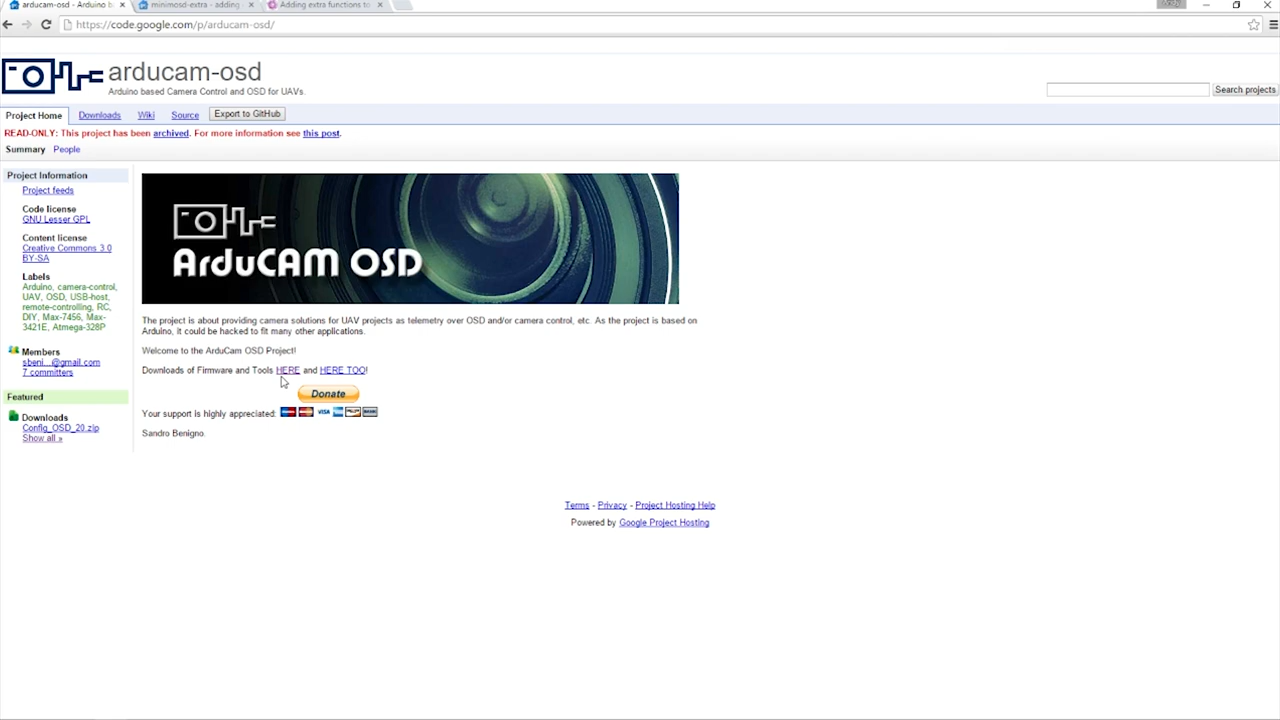 arducam-osd - Arduino b
minimosd-extra - adding
Adding extra functions to
https://code.google.com/p/arducam-osd/
arducam-osd
Arduino based Camera Control and OSD for UAVs.
Search projects
Project Home Downloads Wiki Source Export to GitHub
READ-ONLY: This project has been archived. For more information see this post.
Summary People
Project Information
Project feeds
Code license
GNU Lesser GPL
Content license
Creative Commons 3.0
BY-SA
Labels
Arduino, camera-control,
UAV, OSD, USB-host,
remote-controlling, RC,
DIY, Max-7456, Max-
3421E, Atmega-328P
Members
sbeni...@gmail.com
7 committers
Featured
Downloads
Config_OSD_20.zip
Show all »
ArduCAM OSD
The project is about providing camera solutions for UAV projects as telemetry over OSD and/or camera control, etc. As the project is based on
Arduino, it could be hacked to fit many other applications.
Welcome to the ArduCam OSD Project!
Downloads of Firmware and Tools HERE and HERE TOO!
Donate
Your support is highly appreciated:
VISA
Sandro Benigno.
Terms - Privacy - Project Hosting Help
Powered by Google Project Hosting